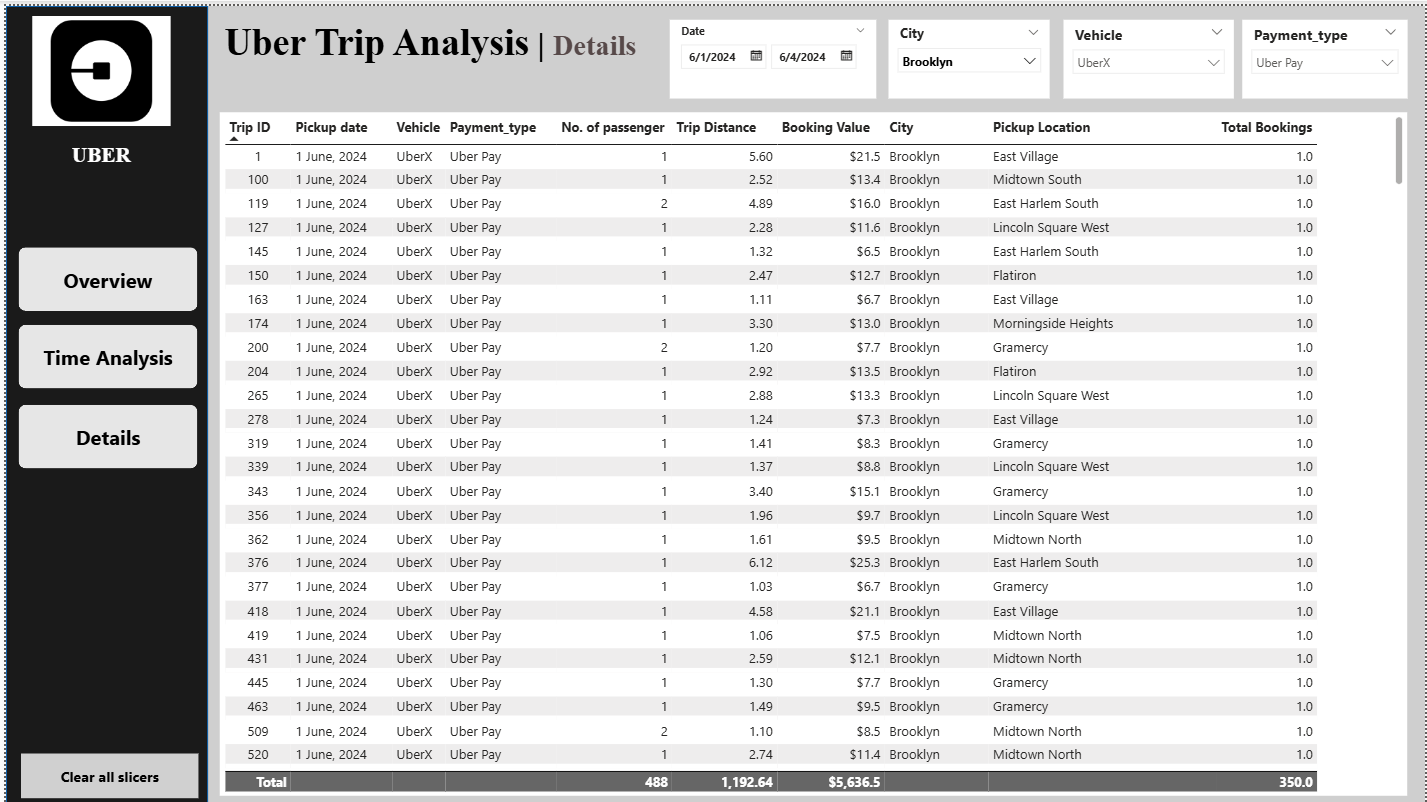 UBER
Overview
Time Analysis
Details
Clear all slicers
Uber Trip Analysis | Details
Date
6/1/2024 6/4/2024
City
Brooklyn
Vehicle
UberX
Payment_type
Uber Pay
Trip ID Pickup date Vehicle Payment_type No. of passenger Trip Distance Booking Value City Pickup Location Total Bookings
1 1 June, 2024 UberX Uber Pay 1 5.60 $21.5 Brooklyn East Village 1.0
100 1 June, 2024 UberX Uber Pay 1 2.52 $13.4 Brooklyn Midtown South 1.0
119 1 June, 2024 UberX Uber Pay 2 4.89 $16.0 Brooklyn East Harlem South 1.0
127 1 June, 2024 UberX Uber Pay 1 2.28 $11.6 Brooklyn Lincoln Square West 1.0
145 1 June, 2024 UberX Uber Pay 1 1.32 $6.5 Brooklyn East Harlem South 1.0
150 1 June, 2024 UberX Uber Pay 1 2.47 $12.7 Brooklyn Flatiron 1.0
163 1 June, 2024 UberX Uber Pay 1 1.11 $6.7 Brooklyn East Village 1.0
174 1 June, 2024 UberX Uber Pay 1 3.30 $13.0 Brooklyn Morningside Heights 1.0
200 1 June, 2024 UberX Uber Pay 2 1.20 $7.7 Brooklyn Gramercy 1.0
204 1 June, 2024 UberX Uber Pay 1 2.92 $13.5 Brooklyn Flatiron 1.0
265 1 June, 2024 UberX Uber Pay 1 2.88 $13.3 Brooklyn Lincoln Square West 1.0
278 1 June, 2024 UberX Uber Pay 1 1.24 $7.3 Brooklyn East Village 1.0
319 1 June, 2024 UberX Uber Pay 1 1.41 $8.3 Brooklyn Gramercy 1.0
339 1 June, 2024 UberX Uber Pay 1 1.37 $8.8 Brooklyn Lincoln Square West 1.0
343 1 June, 2024 UberX Uber Pay 1 3.40 $15.1 Brooklyn Gramercy 1.0
356 1 June, 2024 UberX Uber Pay 1 1.96 $9.7 Brooklyn Lincoln Square West 1.0
362 1 June, 2024 UberX Uber Pay 1 1.61 $9.5 Brooklyn Midtown North 1.0
376 1 June, 2024 UberX Uber Pay 1 6.12 $25.3 Brooklyn East Harlem South 1.0
377 1 June, 2024 UberX Uber Pay 1 1.03 $6.7 Brooklyn Gramercy 1.0
418 1 June, 2024 UberX Uber Pay 1 4.58 $21.1 Brooklyn East Village 1.0
419 1 June, 2024 UberX Uber Pay 1 1.06 $7.5 Brooklyn Midtown North 1.0
431 1 June, 2024 UberX Uber Pay 1 2.59 $12.1 Brooklyn Midtown North 1.0
445 1 June, 2024 UberX Uber Pay 1 1.30 $7.7 Brooklyn Gramercy 1.0
463 1 June, 2024 UberX Uber Pay 1 1.49 $9.5 Brooklyn Gramercy 1.0
509 1 June, 2024 UberX Uber Pay 2 1.10 $8.5 Brooklyn Midtown North 1.0
520 1 June, 2024 UberX Uber Pay 1 2.74 $11.4 Brooklyn Midtown North 1.0
Total 488 1,192.64 $5,636.5 350.0